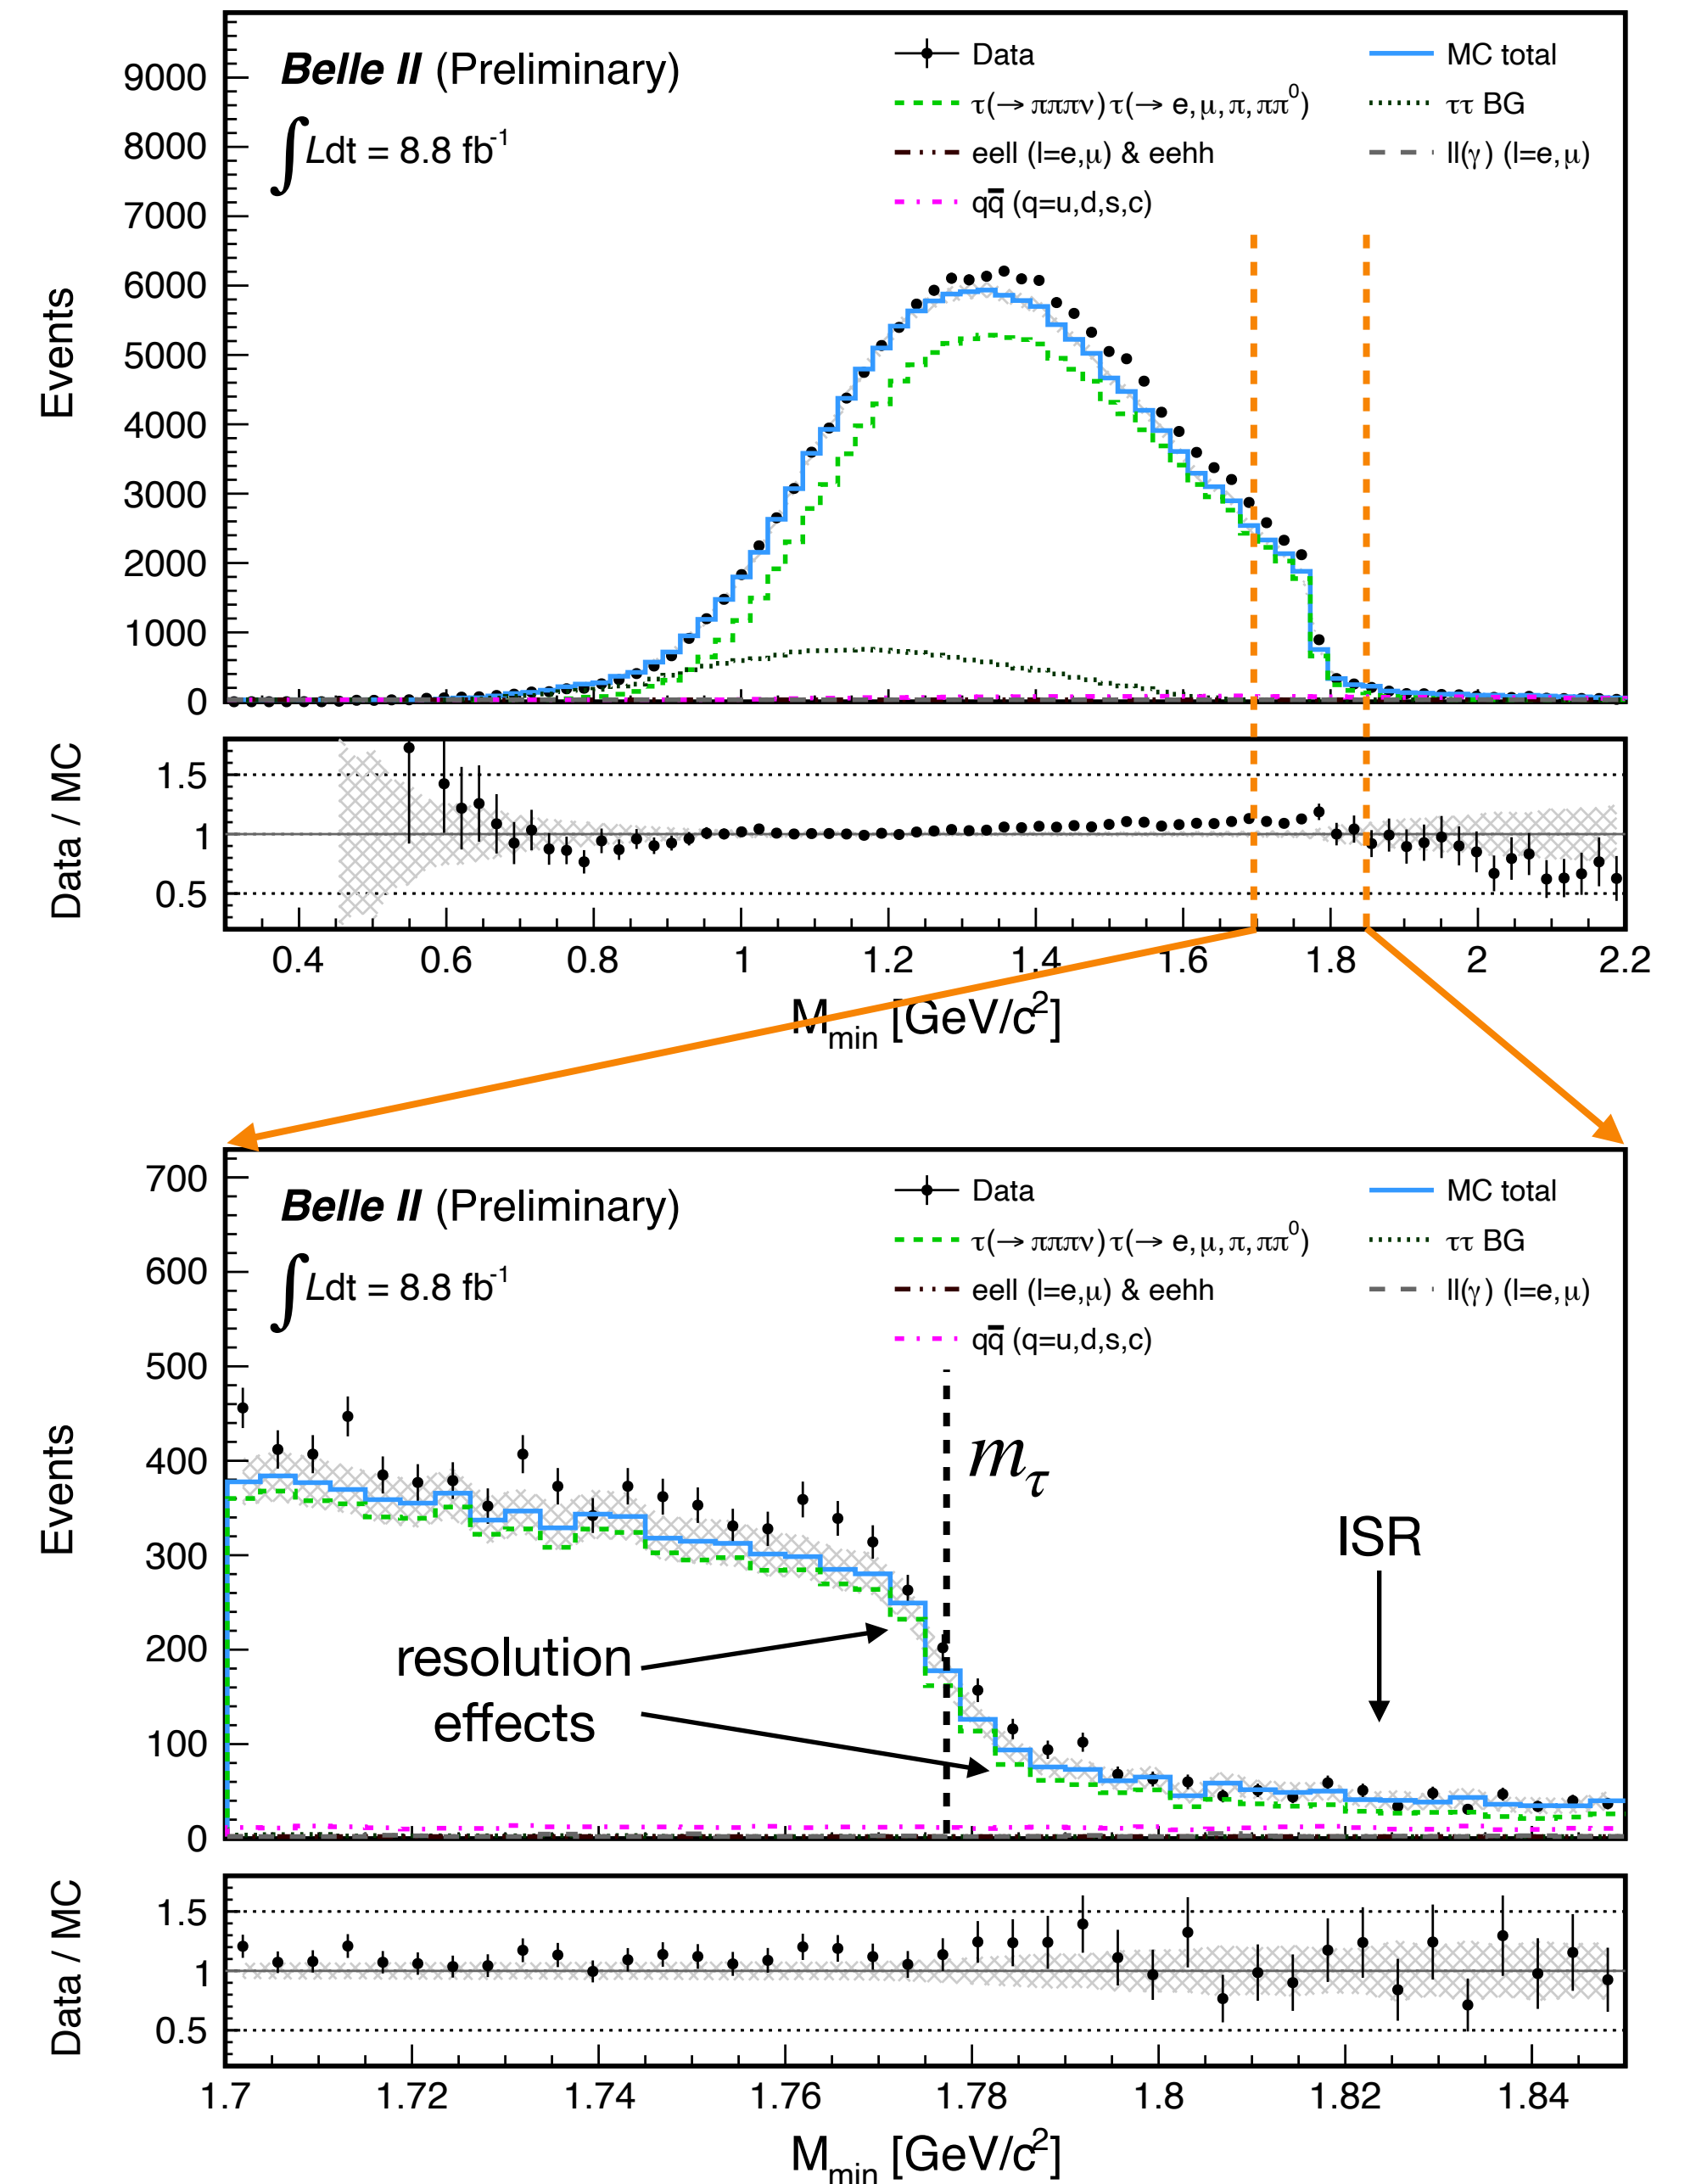 Belle II (Preliminary)
∫Ldt = 8.8 fb⁻¹
Data
MC total
τ(→ πππν) τ(→ e, μ, π, ππ⁰)
ττ BG
eell (l=e,μ) & eehh
ll(γ) (l=e,μ)
qq̅ (q=u,d,s,c)
Events
9000
8000
7000
6000
5000
4000
3000
2000
1000
0
Data / MC
1.5
1
0.5
0.4 0.6 0.8 1 1.2 1.4 1.6 1.8 2 2.2
M_min [GeV/c²]
Belle II (Preliminary)
∫Ldt = 8.8 fb⁻¹
Data
MC total
τ(→ πππν) τ(→ e, μ, π, ππ⁰)
ττ BG
eell (l=e,μ) & eehh
ll(γ) (l=e,μ)
qq̅ (q=u,d,s,c)
Events
700
600
500
400
300
200
100
0
m_τ
ISR
resolution
effects
Data / MC
1.5
1
0.5
1.7 1.72 1.74 1.76 1.78 1.8 1.82 1.84
M_min [GeV/c²]